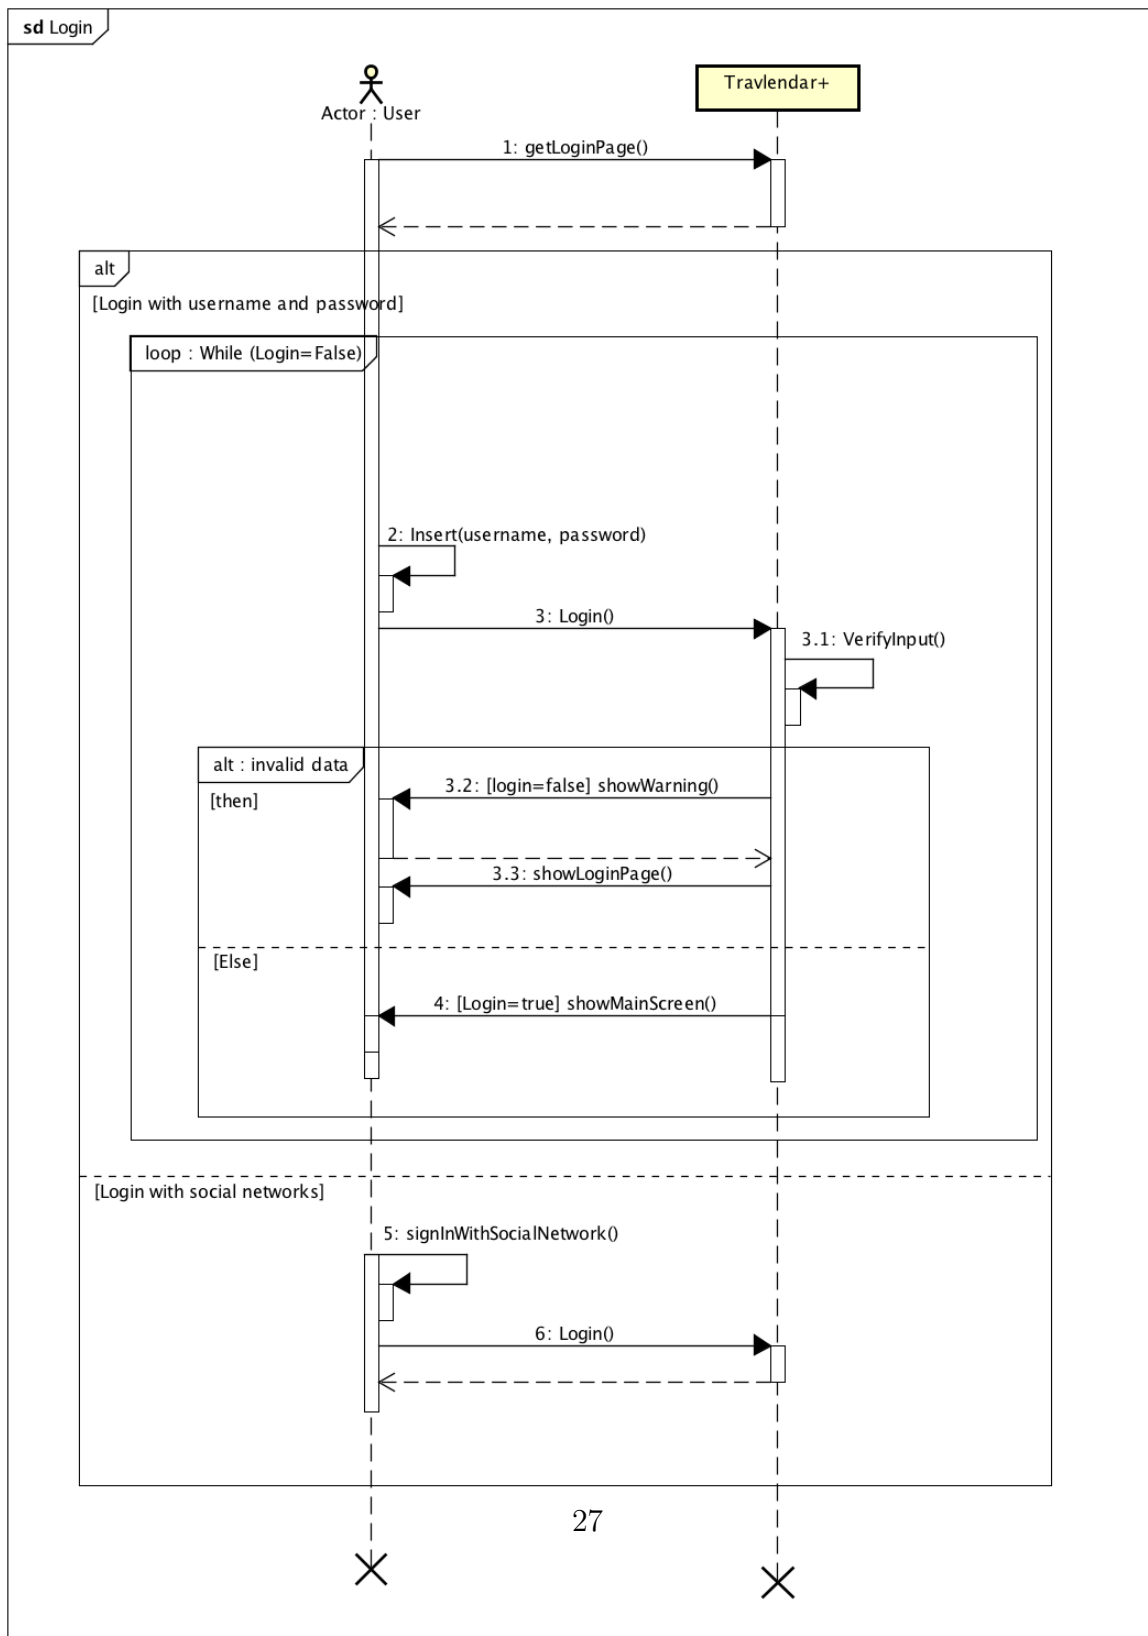 sd Login
Actor : User
Travlendar+
1: getLoginPage()
alt
[Login with username and password]
loop : While (Login=False)
2: Insert(username, password)
3: Login()
3.1: VerifyInput()
alt : invalid data
3.2: [login=false] showWarning()
[then]
3.3: showLoginPage()
[Else]
4: [Login=true] showMainScreen()
[Login with social networks]
5: signInWithSocialNetwork()
6: Login()
27